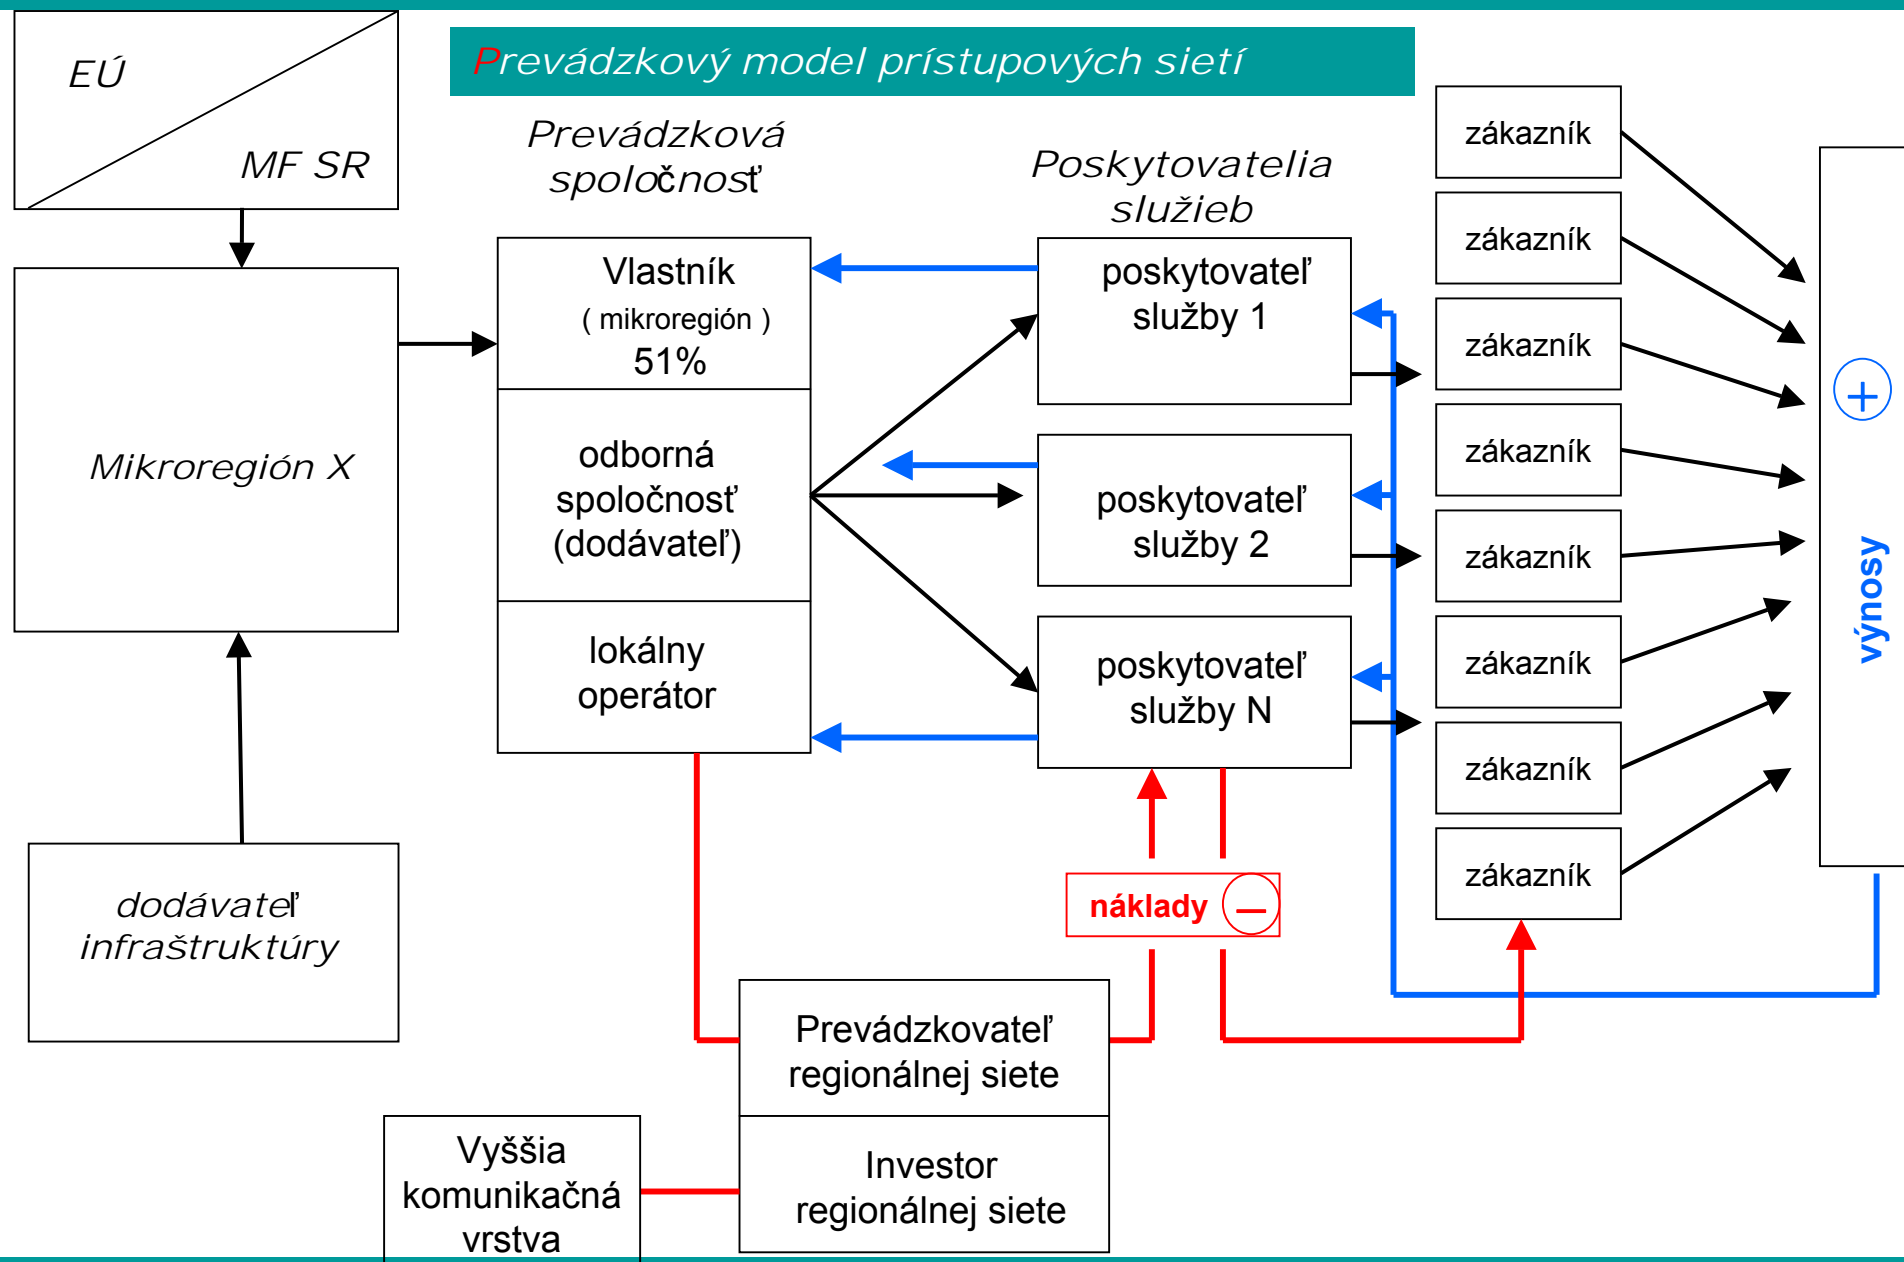 EÚ
MF SR
Prevádzkový model prístupových sietí
Prevádzková
spoločnosť
Poskytovatelia
služieb
Mikroregión X
dodávateľ
infraštruktúry
Vlastník
( mikroregión )
51%
odborná
spoločnosť
(dodávateľ)
lokálny
operátor
poskytovateľ
služby 1
poskytovateľ
služby 2
poskytovateľ
služby N
náklady −
Prevádzkovateľ
regionálnej siete
Investor
regionálnej siete
Vyššia
komunikačná
vrstva
zákazník
zákazník
zákazník
zákazník
zákazník
zákazník
zákazník
zákazník
+
výnosy